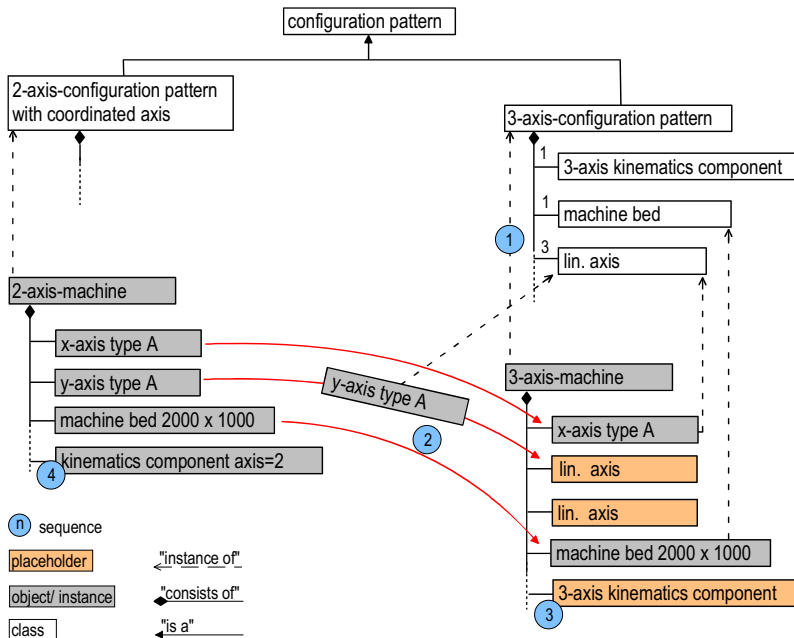 configuration pattern
2-axis-configuration pattern
with coordinated axis
3-axis-configuration pattern
1
3-axis kinematics component
1
machine bed
1
3
lin. axis
2-axis-machine
x-axis type A
y-axis type A
machine bed 2000 x 1000
kinematics component axis=2
4
y-axis type A
2
3-axis-machine
x-axis type A
lin. axis
lin. axis
machine bed 2000 x 1000
3-axis kinematics component
3
n sequence
placeholder "instance of"
object/ instance "consists of"
class "is a"